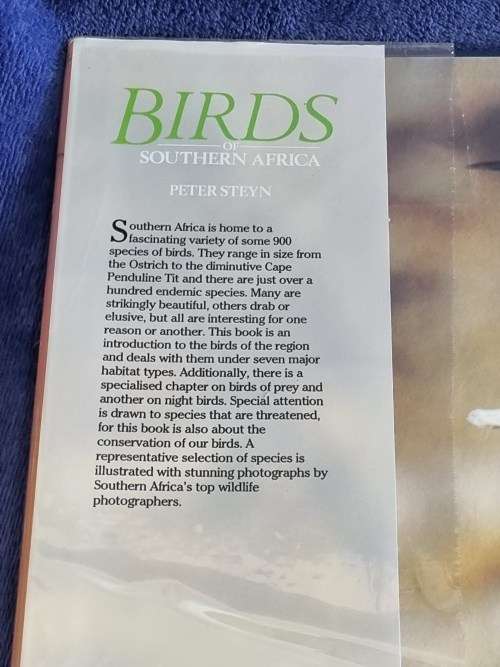 BIRDS
OF
SOUTHERN AFRICA
PETER STEYN
Southern Africa is home to a
fascinating variety of some 900
species of birds. They range in size from
the Ostrich to the diminutive Cape
Penduline Tit and there are just over a
hundred endemic species. Many are
strikingly beautiful, others drab or
elusive, but all are interesting for one
reason or another. This book is an
introduction to the birds of the region
and deals with them under seven major
habitat types. Additionally, there is a
specialised chapter on birds of prey and
another on night birds. Special attention
is drawn to species that are threatened,
for this book is also about the
conservation of our birds. A
representative selection of species is
illustrated with stunning photographs by
Southern Africa's top wildlife
photographers.